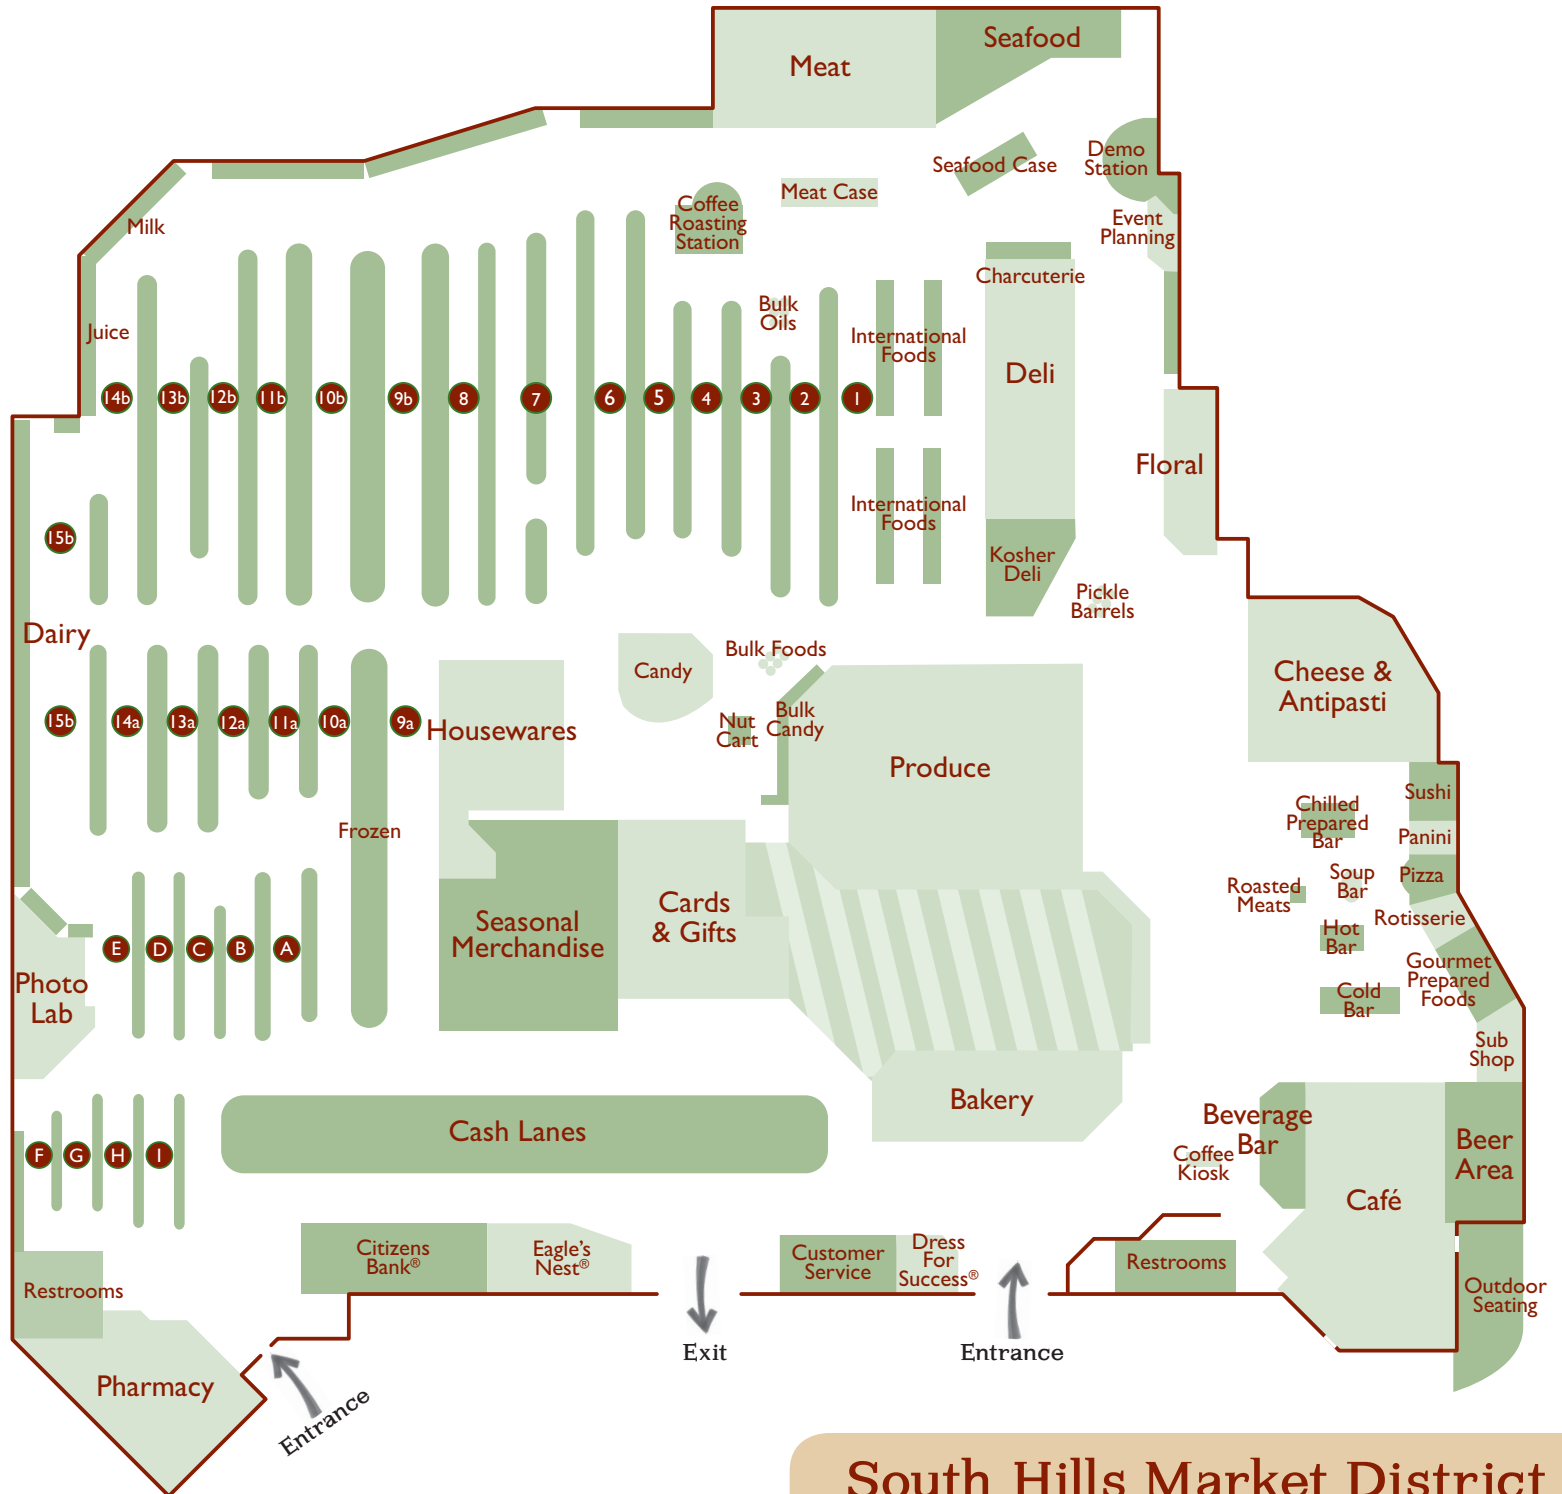 Seafood
Meat
Demo
Station
Seafood Case
Meat Case
Coffee
Roasting
Station
Event
Planning
Milk
Charcuterie
Bulk
Oils
Juice
International
Foods
Deli
14b
13b
12b
11b
10b
9b
8
7
6
5
4
3
2
1
Floral
International
Foods
15b
Kosher
Deli
Pickle
Barrels
Dairy
Bulk Foods
Candy
Cheese &
Antipasti
15b
14a
13a
12a
11a
10a
9a
Housewares
Nut
Cart
Bulk
Candy
Produce
Sushi
Chilled
Prepared
Bar
Frozen
Panini
Soup
Bar
Pizza
Roasted
Meats
Rotisserie
Hot
Bar
Seasonal
Merchandise
Cards
& Gifts
E
D
C
B
A
Gourmet
Prepared
Foods
Photo
Lab
Cold
Bar
Sub
Shop
Bakery
Cash Lanes
Beverage
Bar
Beer
Area
F
G
H
I
Coffee
Kiosk
Café
Citizens
Bank®
Eagle's
Nest®
Customer
Service
Dress
For
Success®
Restrooms
Restrooms
Outdoor
Seating
Exit
Entrance
Pharmacy
Entrance
South Hills Market District